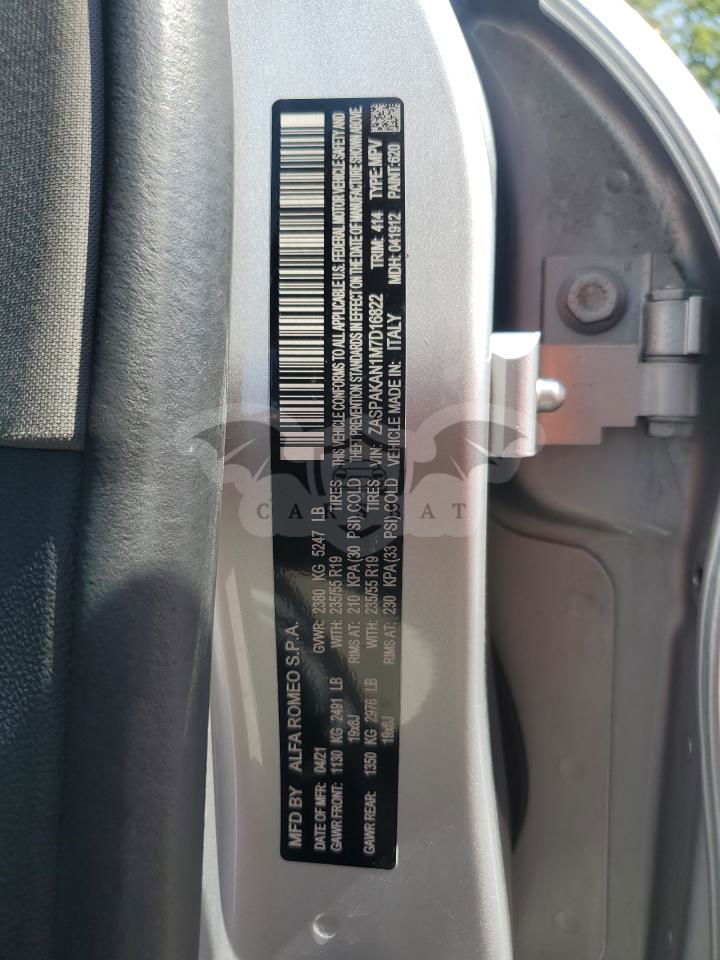 MFD BY ALFA ROMEO S.P.A.
DATE OF MFR: 04/21 GVWR: 2380 KG 5247 LB
GAWR FRONT: 1130 KG 2491 LB WITH: 235/55 R19 TIRES
19x8J RIMS AT: 210 KPA(30 PSI) COLD
GAWR REAR: 1350 KG 2976 LB WITH: 235/55 R19 TIRES
19x8J RIMS AT: 230 KPA(33 PSI) COLD
THIS VEHICLE CONFORMS TO ALL APPLICABLE U.S. FEDERAL MOTOR VEHICLE SAFETY AND
THEFT PREVENTION STANDARDS IN EFFECT ON THE DATE OF MANUFACTURE SHOWN ABOVE.
VIN: ZASPAKAN1M7D16822 TRIM: 414 TYPE:MPV
VEHICLE MADE IN: ITALY MDH: 041912 PAINT:620
CAR BAT